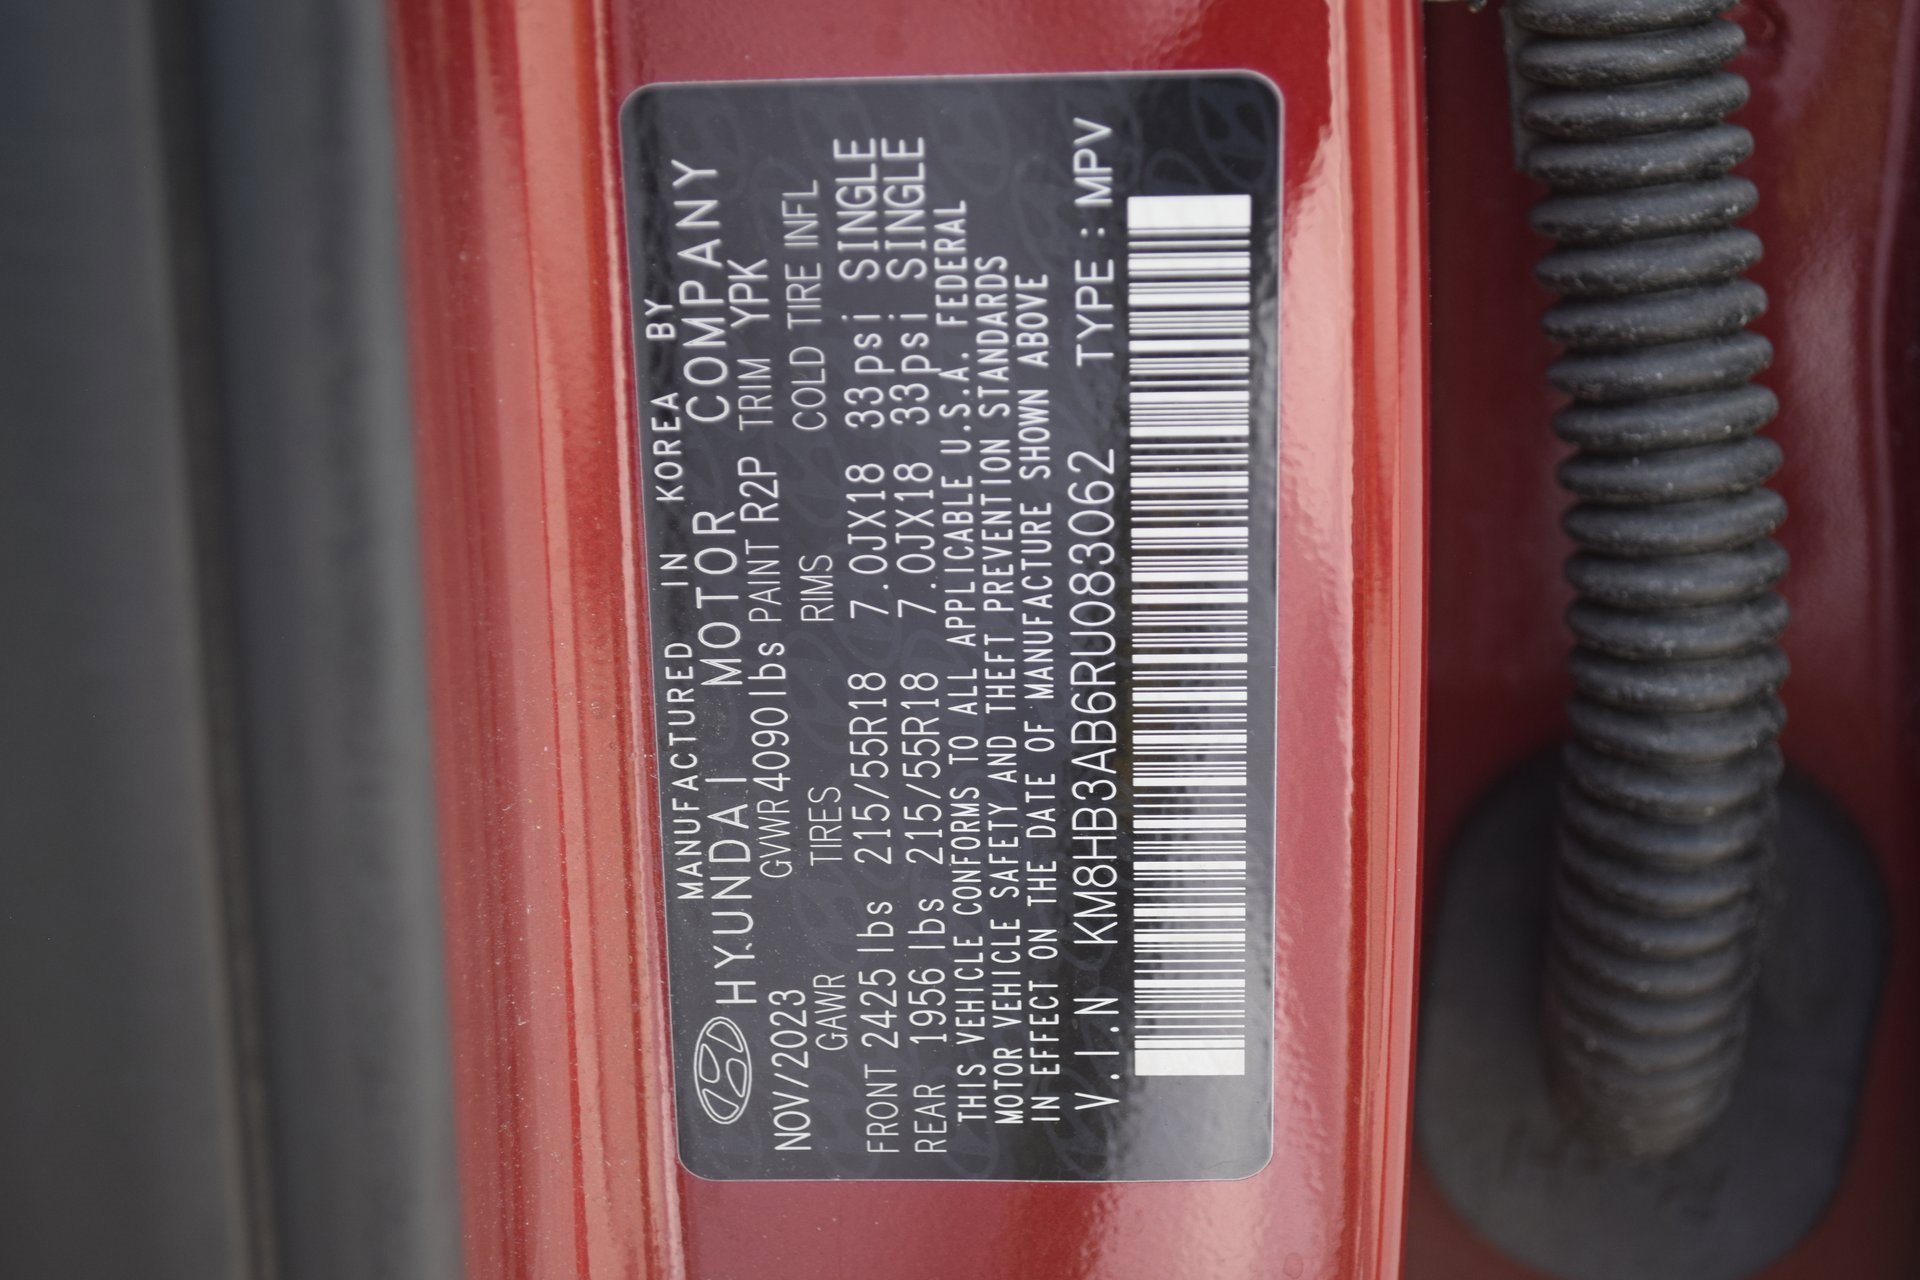 MANUFACTURED IN KOREA BY
HYUNDAI MOTOR COMPANY
NOV/2023 GVWR 4090lbs PAINT R2P TRIM YPK
GAWR TIRES RIMS COLD TIRE INFL
FRONT 2425 lbs 215/55R18 7.0JX18 33psi SINGLE
REAR 1956 lbs 215/55R18 7.0JX18 33psi SINGLE
THIS VEHICLE CONFORMS TO ALL APPLICABLE U.S.A. FEDERAL
MOTOR VEHICLE SAFETY AND THEFT PREVENTION STANDARDS
IN EFFECT ON THE DATE OF MANUFACTURE SHOWN ABOVE
V.I.N KM8HB3AB6RU083062 TYPE : MPV